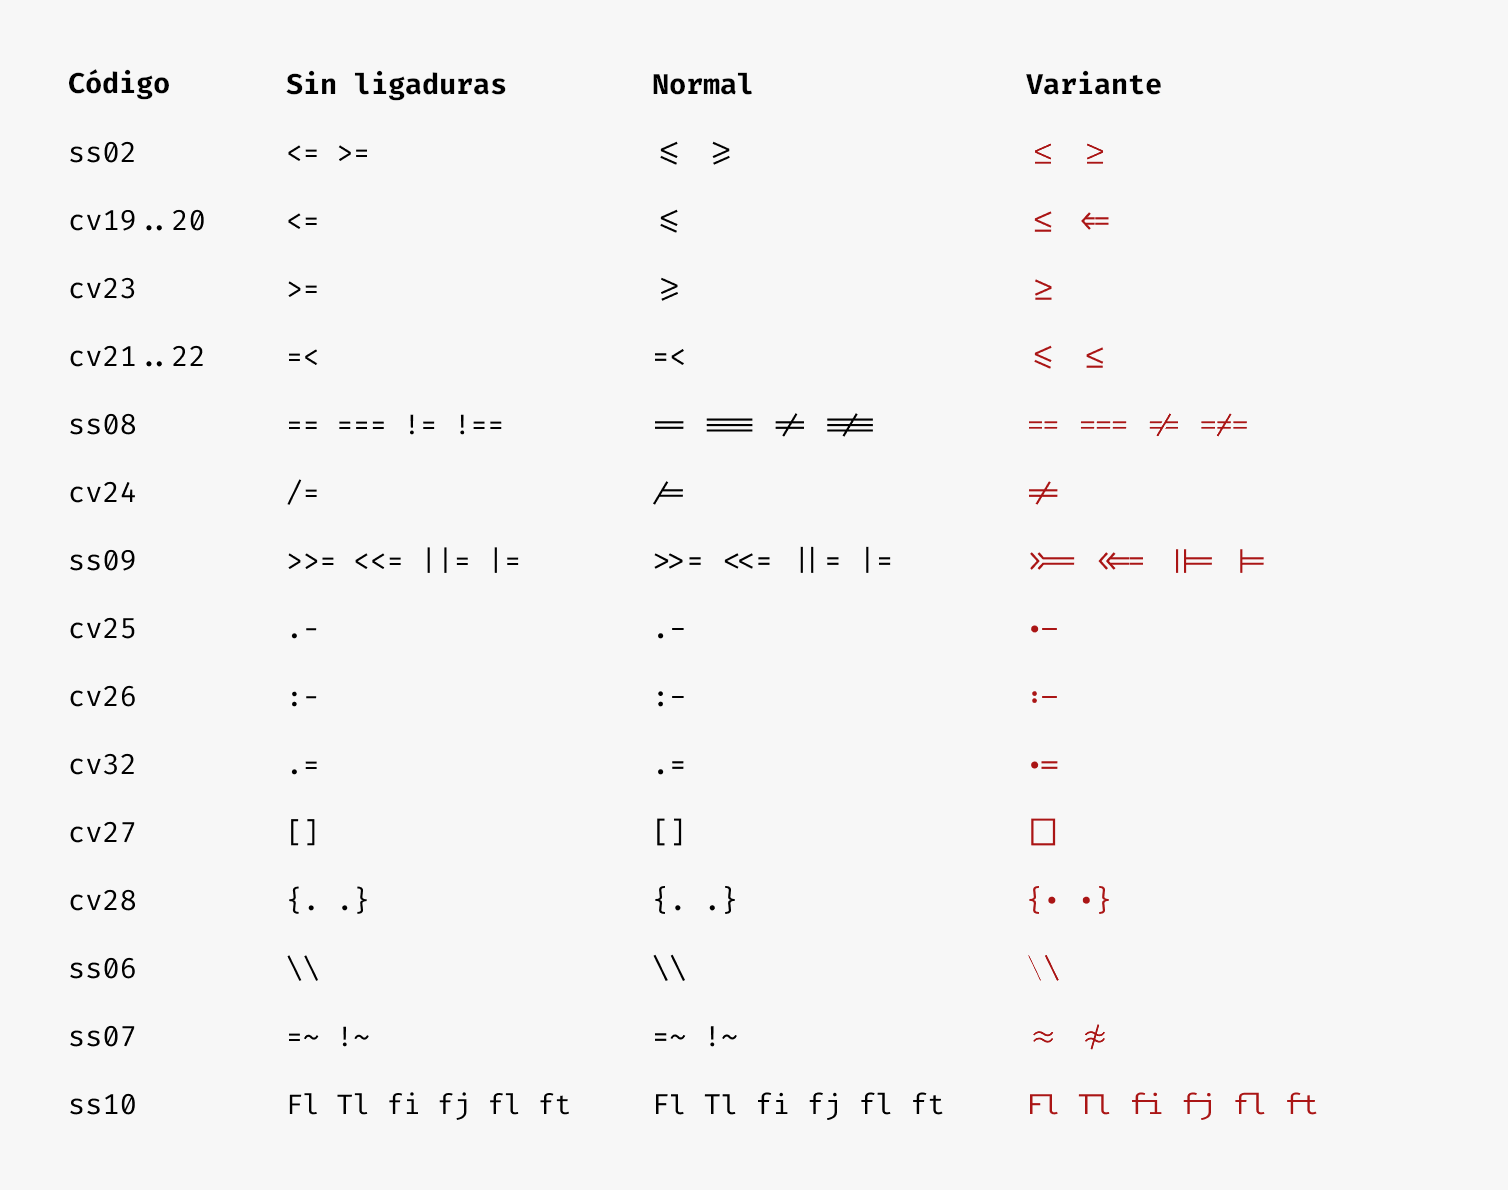 Código Sin ligaduras Normal Variante
ss02 <= >= ⩽ ⩾ ≤ ≥
cv19..20 <= ⩽ ≤ ⇐
cv23 >= ⩾ ≥
cv21..22 =< =< ⩽ ≤
ss08 == === != !== == === != !== == === != !==
cv24 /= /= ≠
ss09 >>= <<= ||= |= >>= <<= ||= |= >>= <<= ||= |=
cv25 .- .- •-
cv26 :- :- :-
cv32 .= .= •=
cv27 [] [] []
cv28 {. .} {. .} {• •}
ss06 \\ \\ \\
ss07 =~ !~ =~ !~ ≈ ≉
ss10 Fl Tl fi fj fl ft Fl Tl fi fj fl ft Fl Tl fi fj fl ft